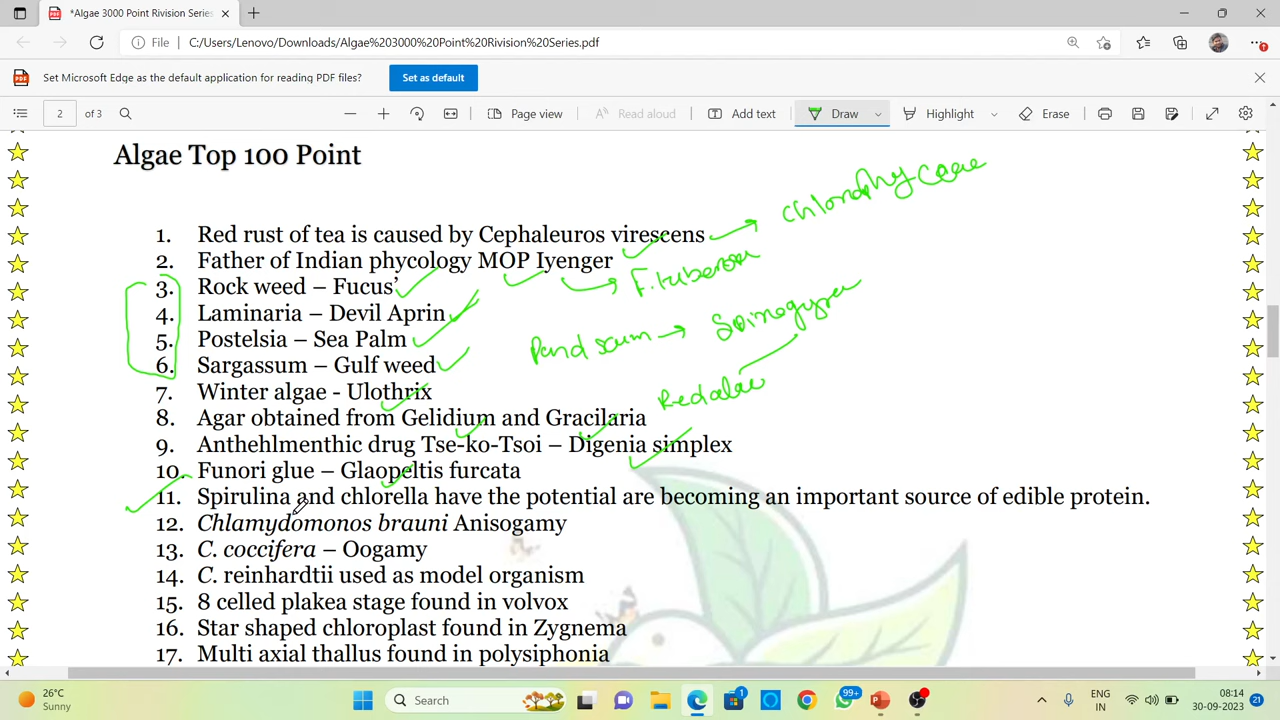 *Algae 3000 Point Rivision Series
File C:/Users/Lenovo/Downloads/Algae%203000%20Point%20Rivision%20Series.pdf
Set Microsoft Edge as the default application for reading PDF files? Set as default
2 of 3 Page view Read aloud Add text Draw Highlight Erase
Algae Top 100 Point
chlorophyceae
1. Red rust of tea is caused by Cephaleuros virescens
2. Father of Indian phycology MOP Iyenger
F. tuberosa
3. Rock weed – Fucus’
4. Laminaria – Devil Aprin
5. Postelsia – Sea Palm
Pond scum → Spirogyra
6. Sargassum – Gulf weed
7. Winter algae - Ulothrix
Red alae
8. Agar obtained from Gelidium and Gracilaria
9. Anthehlmenthic drug Tse-ko-Tsoi – Digenia simplex
10. Funori glue – Glaopeltis furcata
11. Spirulina and chlorella have the potential are becoming an important source of edible protein.
12. Chlamydomonos brauni Anisogamy
13. C. coccifera – Oogamy
14. C. reinhardtii used as model organism
15. 8 celled plakea stage found in volvox
16. Star shaped chloroplast found in Zygnema
17. Multi axial thallus found in polysiphonia
26°C
Sunny
Search
99+
1
ENG
IN
08:14
30-09-2023
21